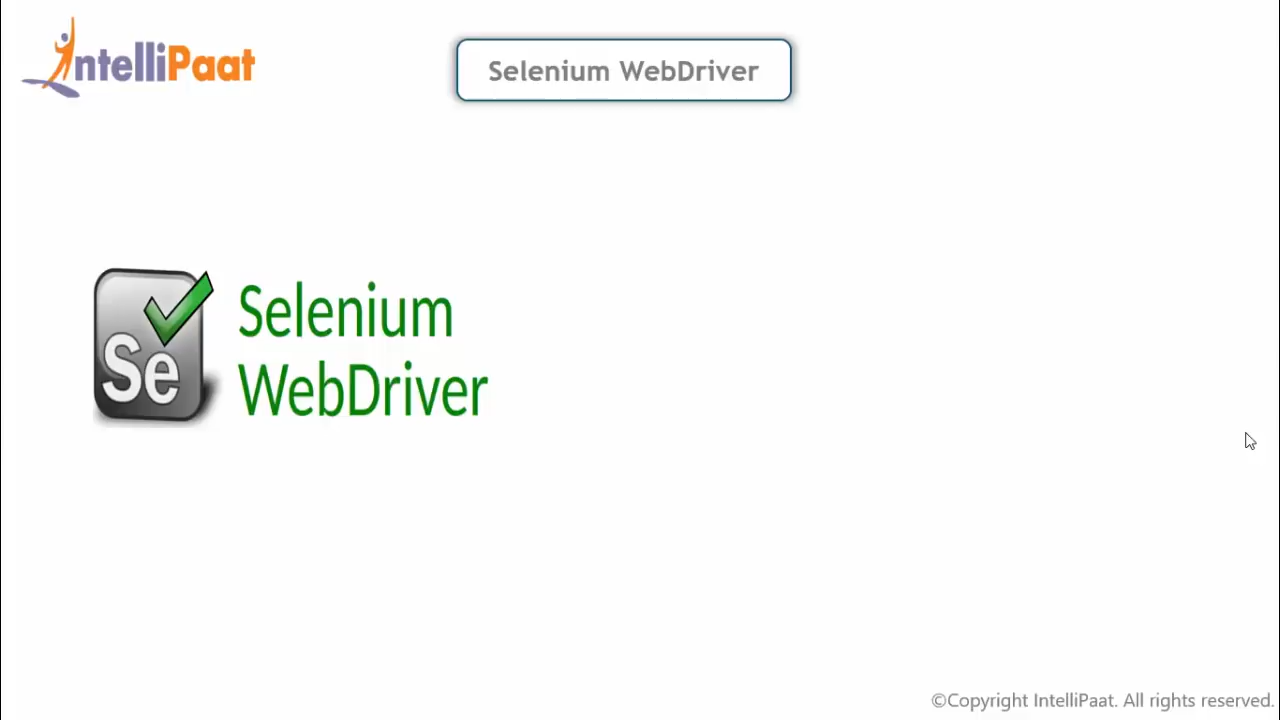 IntelliPaat
Selenium WebDriver
Se
Selenium
WebDriver
©Copyright IntelliPaat. All rights reserved.